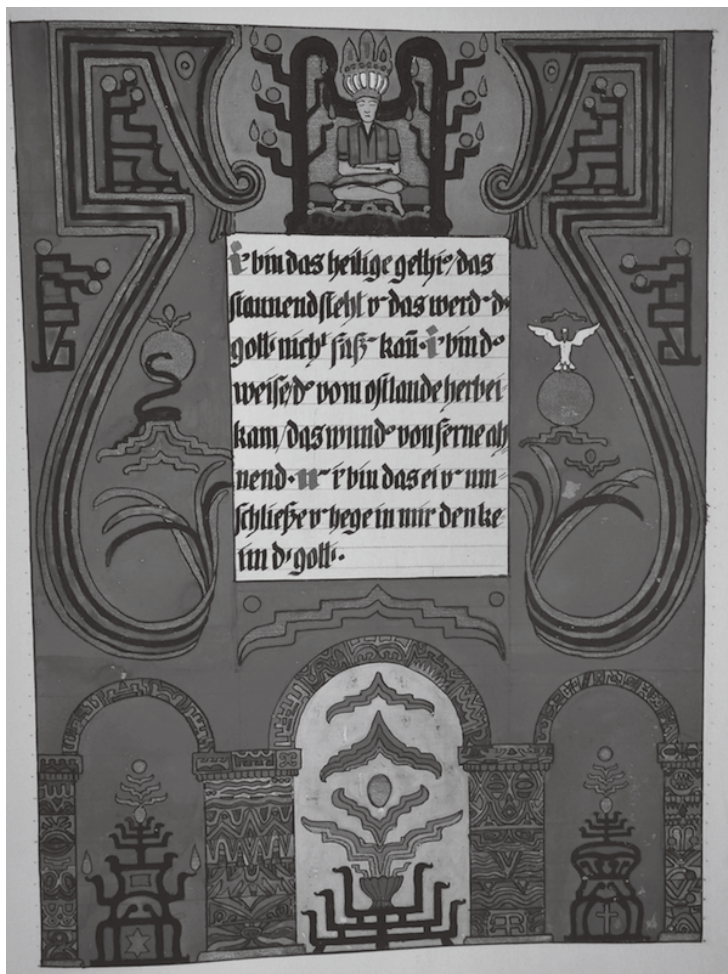 i' bin das heilige gethi'/das
staunend steht v' das werd' d'
gott' nicht faß' kan̄· i' bin d'
weise/d' vom ostlande herbei-
kam/das wund' von ferne ah
nend· u' i' bin das ei v' um-
schließe v' hege in mir den ke
im d' gott'·